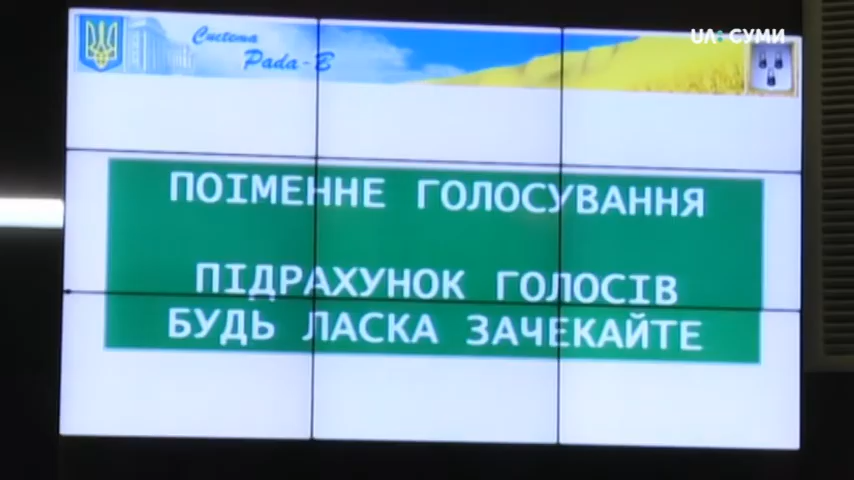 Система
Рада-В
UA: СУМИ
ПОІМЕННЕ ГОЛОСУВАННЯ
ПІДРАХУНОК ГОЛОСІВ
БУДЬ ЛАСКА ЗАЧЕКАЙТЕ